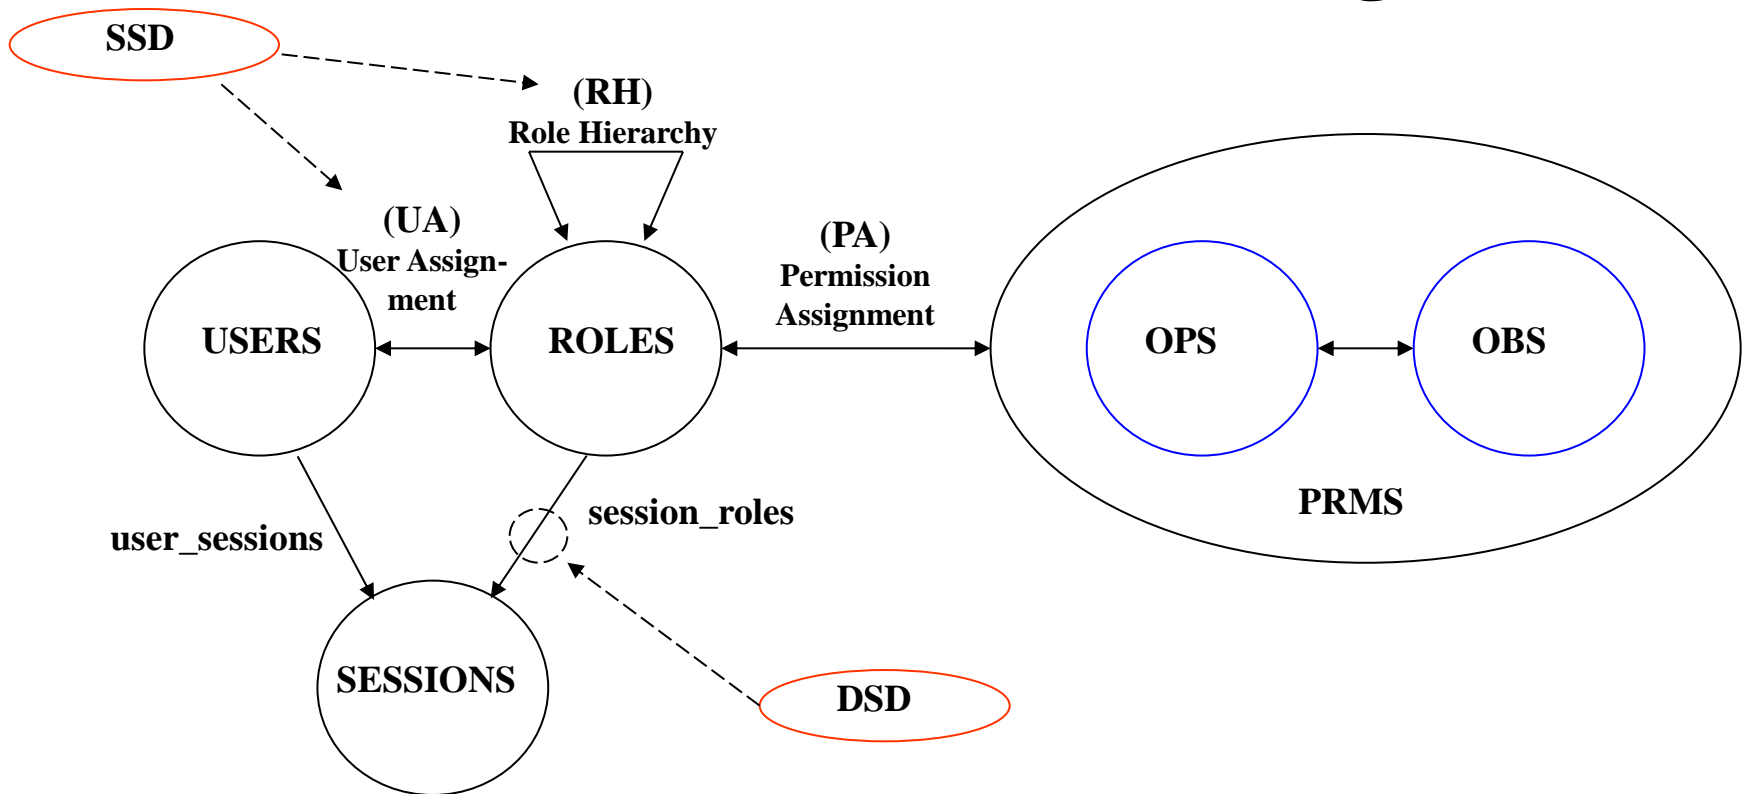 SSD
(RH)
Role Hierarchy
(UA)
User Assign-
ment
(PA)
Permission
Assignment
USERS
ROLES
OPS
OBS
PRMS
user_sessions
session_roles
SESSIONS
DSD